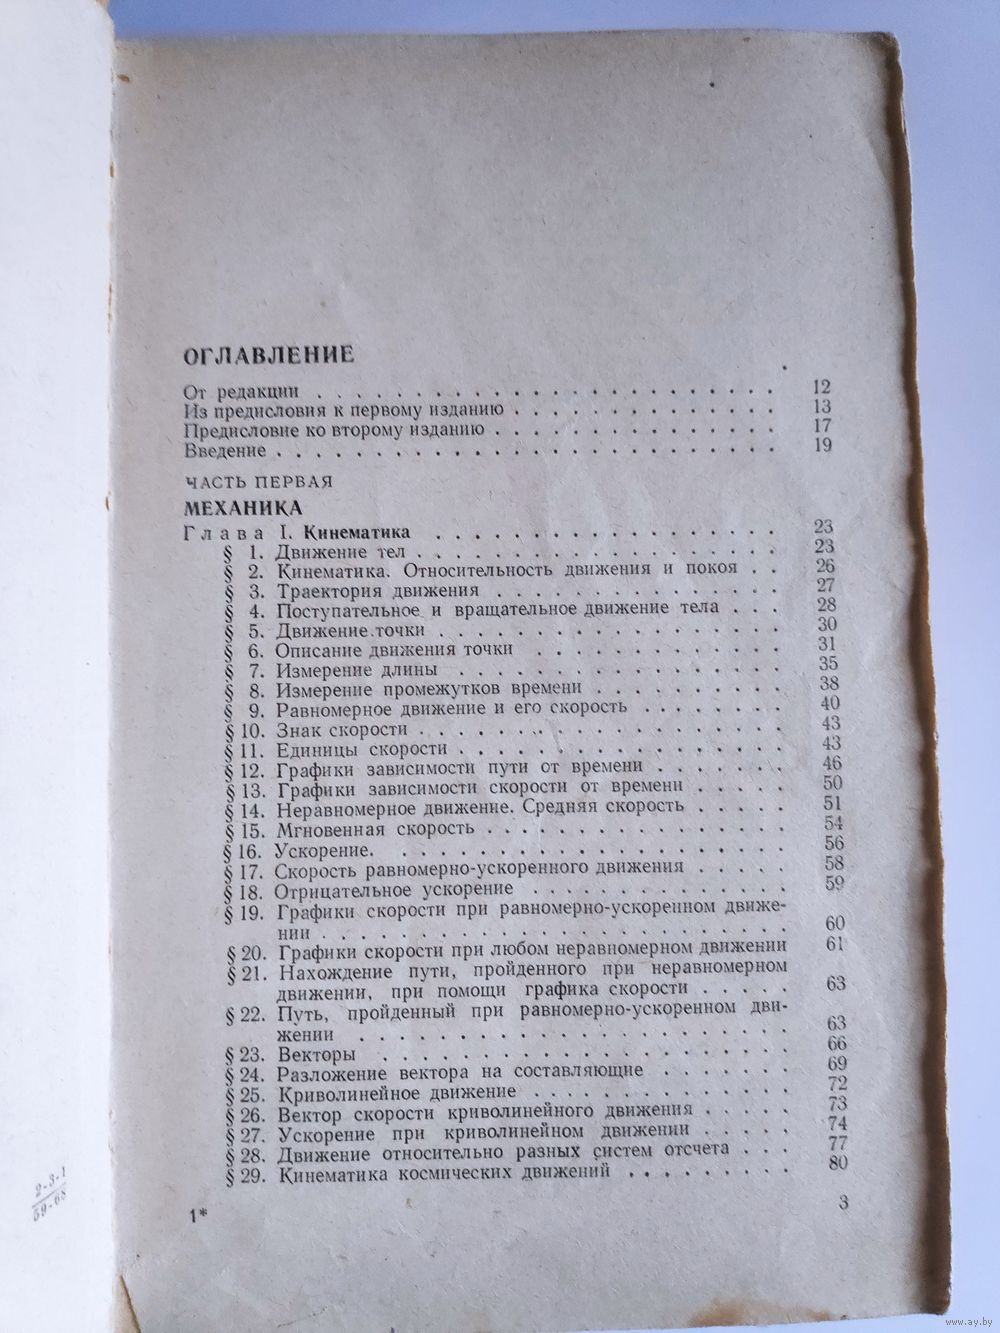 ОГЛАВЛЕНИЕ
От редакции . . . . . . . . . . . . . . . . . . 12
Из предисловия к первому изданию . . . . . . . . . . 13
Предисловие ко второму изданию . . . . . . . . . . . 17
Введение . . . . . . . . . . . . . . . . . . . . 19
ЧАСТЬ ПЕРВАЯ
МЕХАНИКА
Глава I. Кинематика . . . . . . . . . . . . . . 23
§ 1. Движение тел . . . . . . . . . . . . . . . 23
§ 2. Кинематика. Относительность движения и покоя . . 26
§ 3. Траектория движения . . . . . . . . . . . . 27
§ 4. Поступательное и вращательное движение тела . . . 28
§ 5. Движение точки . . . . . . . . . . . . . . 30
§ 6. Описание движения точки . . . . . . . . . . 31
§ 7. Измерение длины . . . . . . . . . . . . . 35
§ 8. Измерение промежутков времени . . . . . . . . 38
§ 9. Равномерное движение и его скорость . . . . . . 40
§ 10. Знак скорости . . . . . . . . . . . . . . 43
§ 11. Единицы скорости . . . . . . . . . . . . . 43
§ 12. Графики зависимости пути от времени . . . . . . 46
§ 13. Графики зависимости скорости от времени . . . . . 50
§ 14. Неравномерное движение. Средняя скорость . . . . . 51
§ 15. Мгновенная скорость . . . . . . . . . . . . 54
§ 16. Ускорение. . . . . . . . . . . . . . . . 56
§ 17. Скорость равномерно-ускоренного движения . . . . . 58
§ 18. Отрицательное ускорение . . . . . . . . . . 59
§ 19. Графики скорости при равномерно-ускоренном движе-
нии . . . . . . . . . . . . . . . . . . 60
§ 20. Графики скорости при любом неравномерном движении 61
§ 21. Нахождение пути, пройденного при неравномерном
движении, при помощи графика скорости . . . . . 63
§ 22. Путь, пройденный при равномерно-ускоренном дви-
жении . . . . . . . . . . . . . . . . . 63
§ 23. Векторы . . . . . . . . . . . . . . . . 66
§ 24. Разложение вектора на составляющие . . . . . . 69
§ 25. Криволинейное движение . . . . . . . . . . 72
§ 26. Вектор скорости криволинейного движения . . . . . 73
§ 27. Ускорение при криволинейном движении . . . . . 74
§ 28. Движение относительно разных систем отсчета . . . 77
§ 29. Кинематика космических движений . . . . . . . 80
1* 3
2-3-1
59-68
www.ay.by